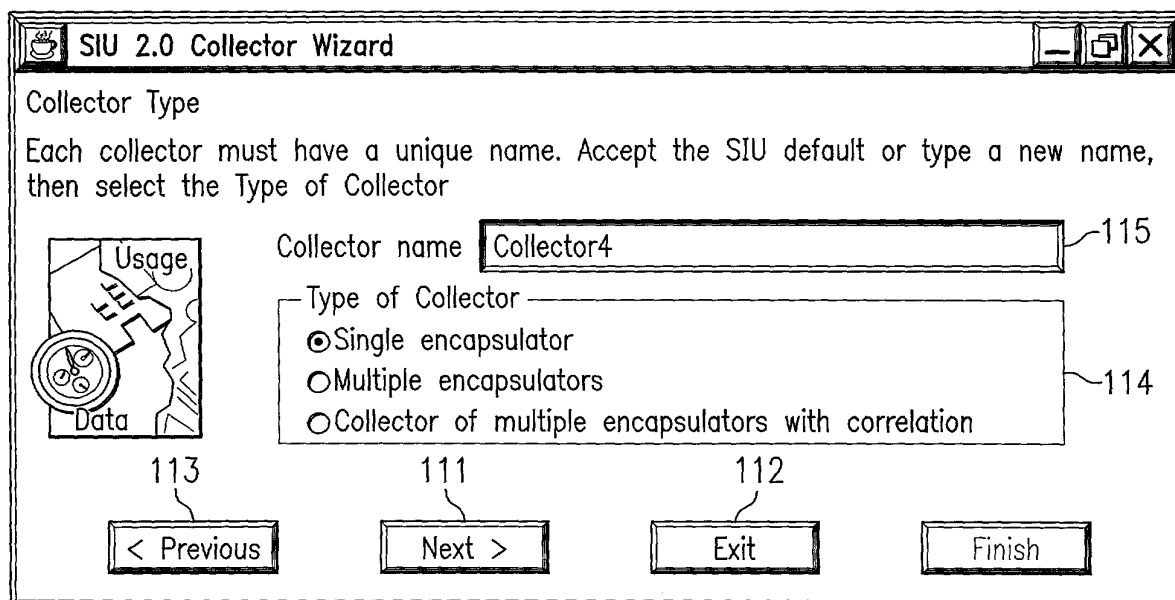 SIU 2.0 Collector Wizard
Collector Type
Each collector must have a unique name. Accept the SIU default or type a new name,
then select the Type of Collector
Usage
Data
Collector name Collector4 115
Type of Collector
Single encapsulator
Multiple encapsulators
Collector of multiple encapsulators with correlation
114
113 111 112
< Previous Next > Exit Finish